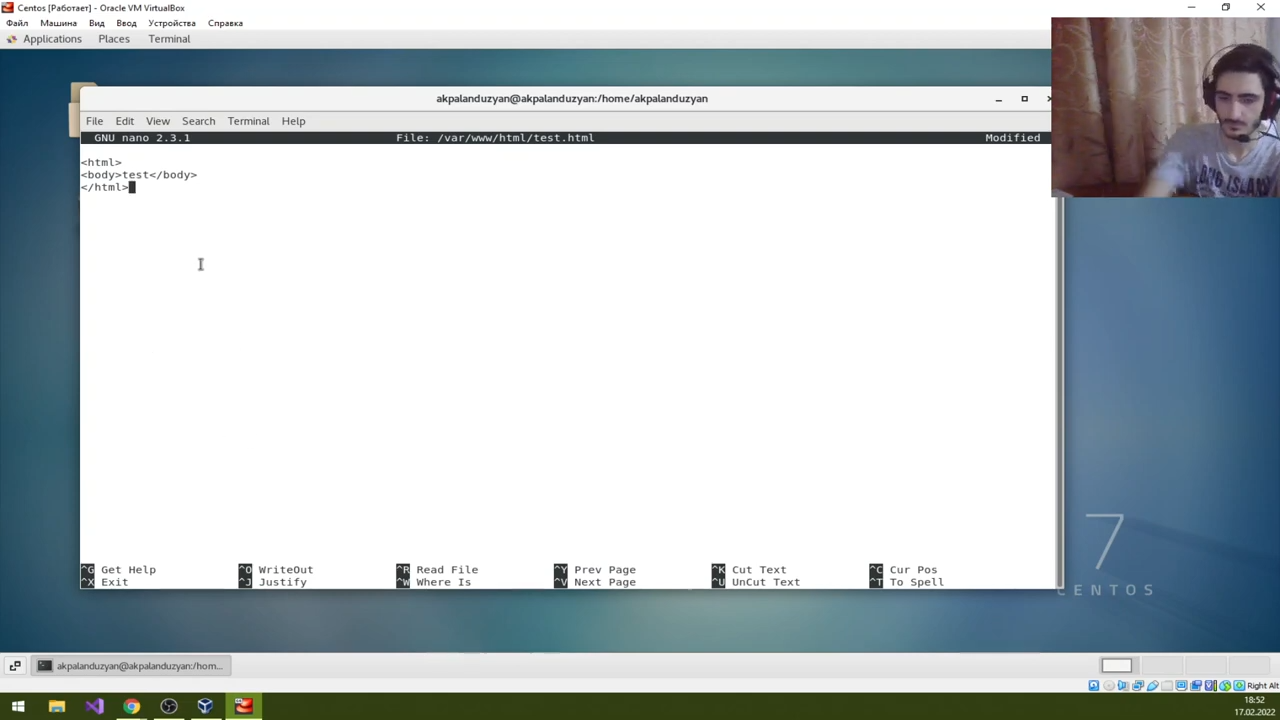 Centos [Работает] - Oracle VM VirtualBox
Файл Машина Вид Ввод Устройства Справка
Applications Places Terminal
akpalanduzyan@akpalanduzyan:/home/akpalanduzyan
File Edit View Search Terminal Help
GNU nano 2.3.1 File: /var/www/html/test.html Modified
<html>
<body>test</body>
</html>
^G Get Help ^O WriteOut ^R Read File ^Y Prev Page ^K Cut Text ^C Cur Pos
^X Exit ^J Justify ^W Where Is ^V Next Page ^U UnCut Text ^T To Spell
7
CENTOS
akpalanduzyan@akpalanduzyan:/hom...
Right Alt
18:52
17.02.2022